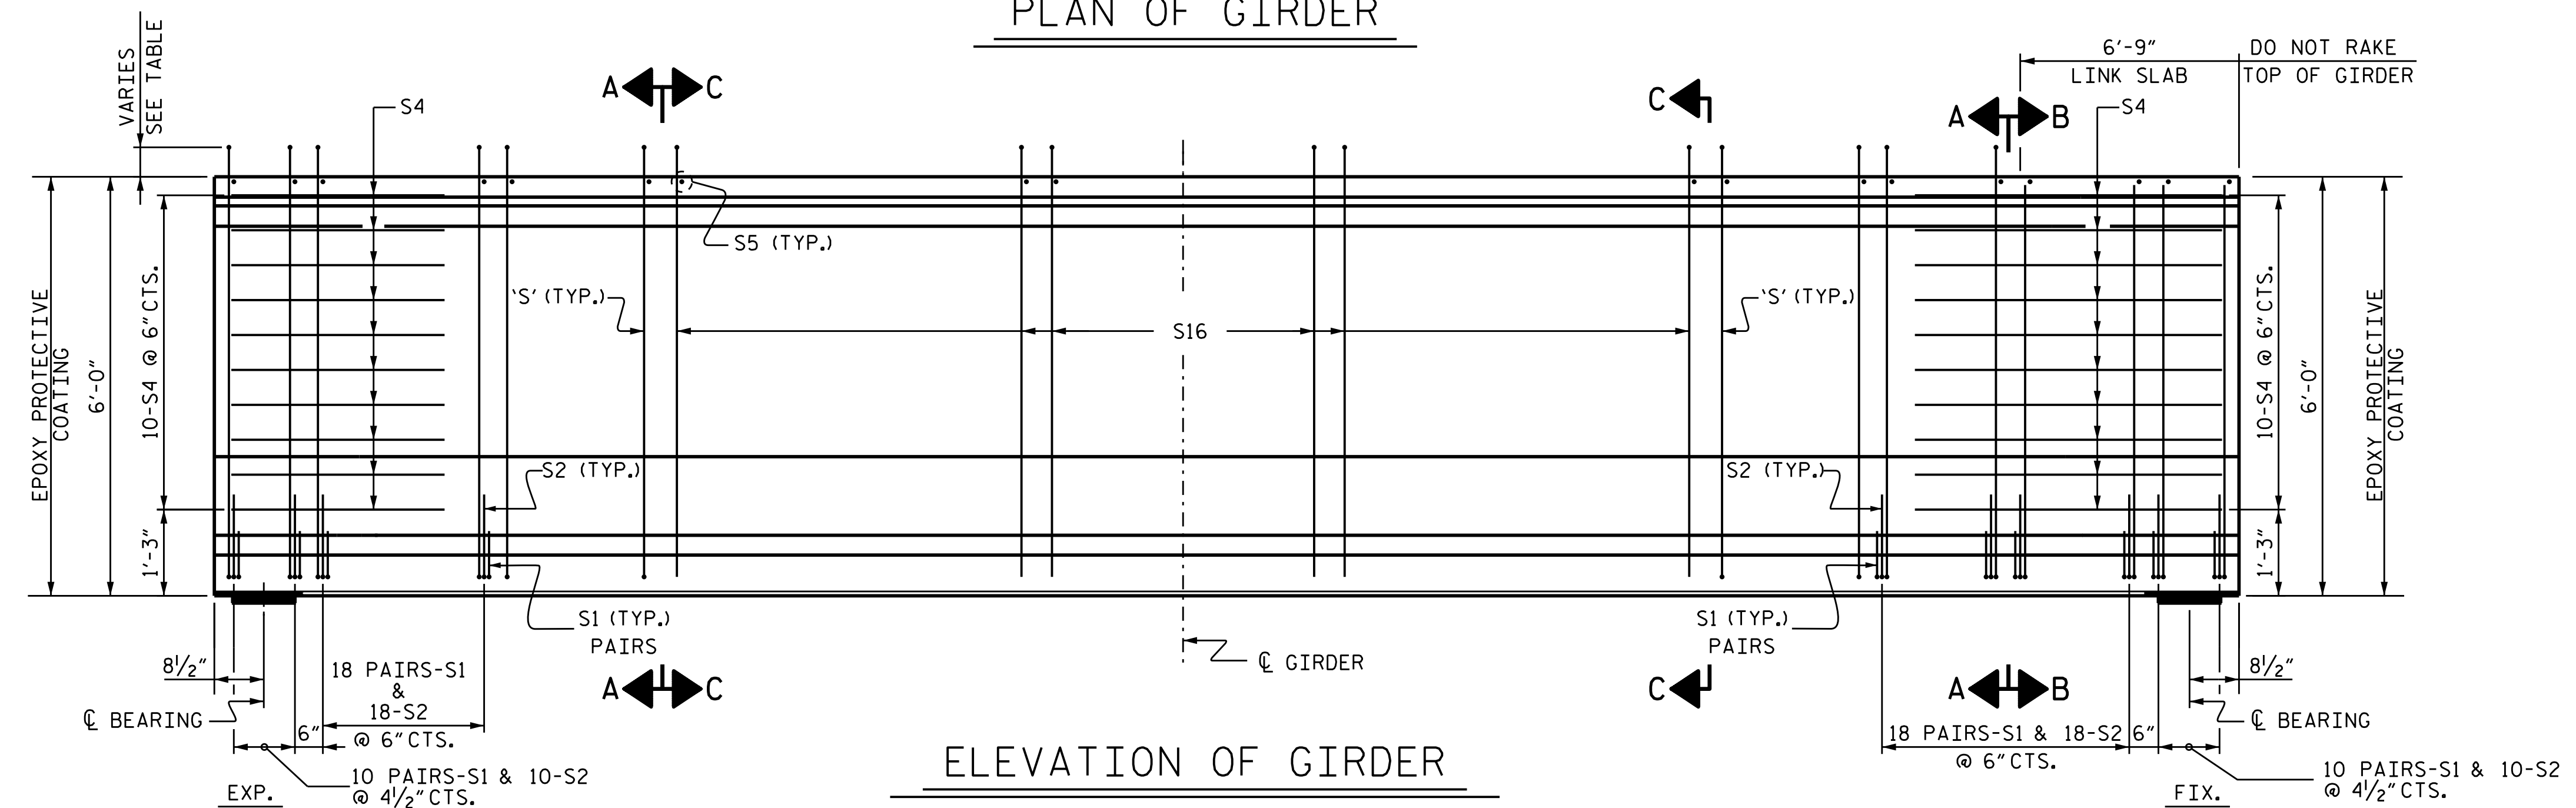 PLAN OF GIRDER
VARIES
SEE TABLE
S4
A
C
C
6'-9"
LINK SLAB
DO NOT RAKE
TOP OF GIRDER
A
B
S4
S5 (TYP.)
'S' (TYP.)
S16
'S' (TYP.)
EPOXY PROTECTIVE
COATING
6'-0"
10-S4 @ 6" CTS.
1'-3"
10-S4 @ 6" CTS.
1'-3"
6'-0"
EPOXY PROTECTIVE
COATING
S2 (TYP.)
S2 (TYP.)
S1 (TYP.)
PAIRS
S1 (TYP.)
PAIRS
℄ GIRDER
8½"
℄ BEARING
18 PAIRS-S1
&
18-S2
@ 6" CTS.
6"
10 PAIRS-S1 & 10-S2
@ 4½" CTS.
EXP.
A
C
C
A
B
8½"
℄ BEARING
18 PAIRS-S1 & 18-S2
@ 6" CTS.
6"
10 PAIRS-S1 & 10-S2
@ 4½" CTS.
FIX.
ELEVATION OF GIRDER